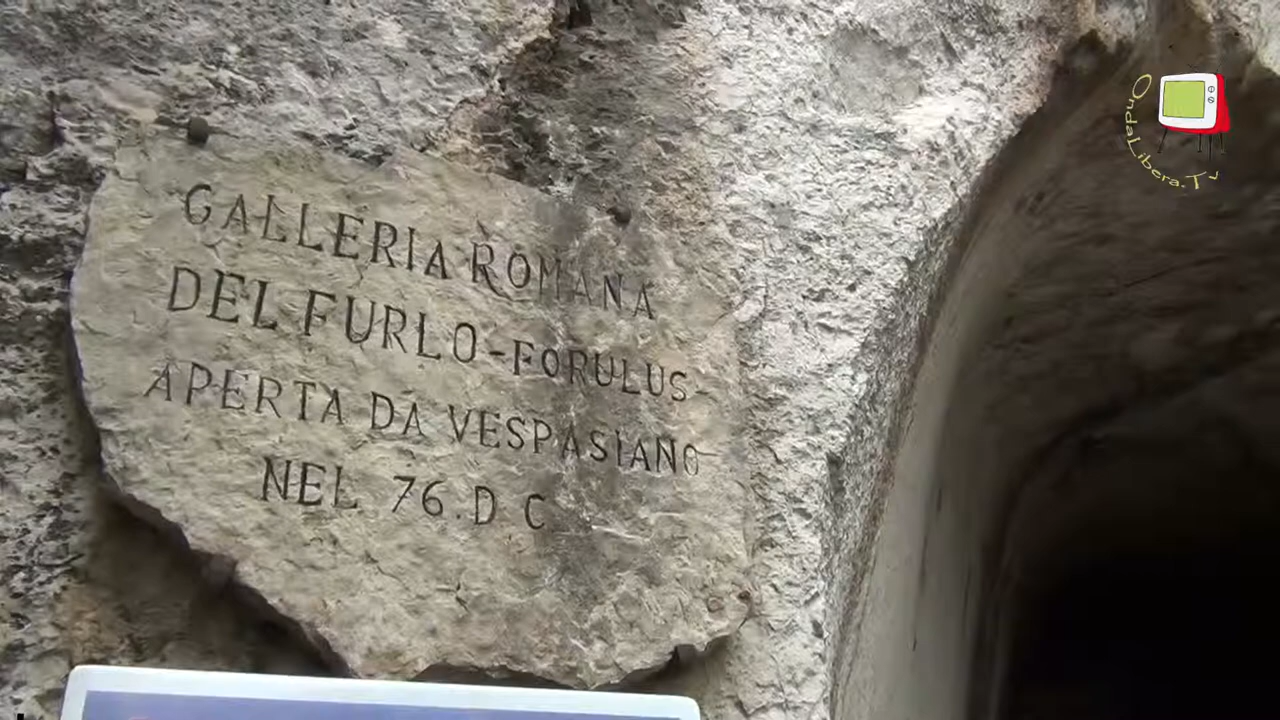 GALLERIA ROMANA
DEL FURLO-FORULUS-
APERTA DA VESPASIANO
NEL 76.D C
OndaLibera.Tv